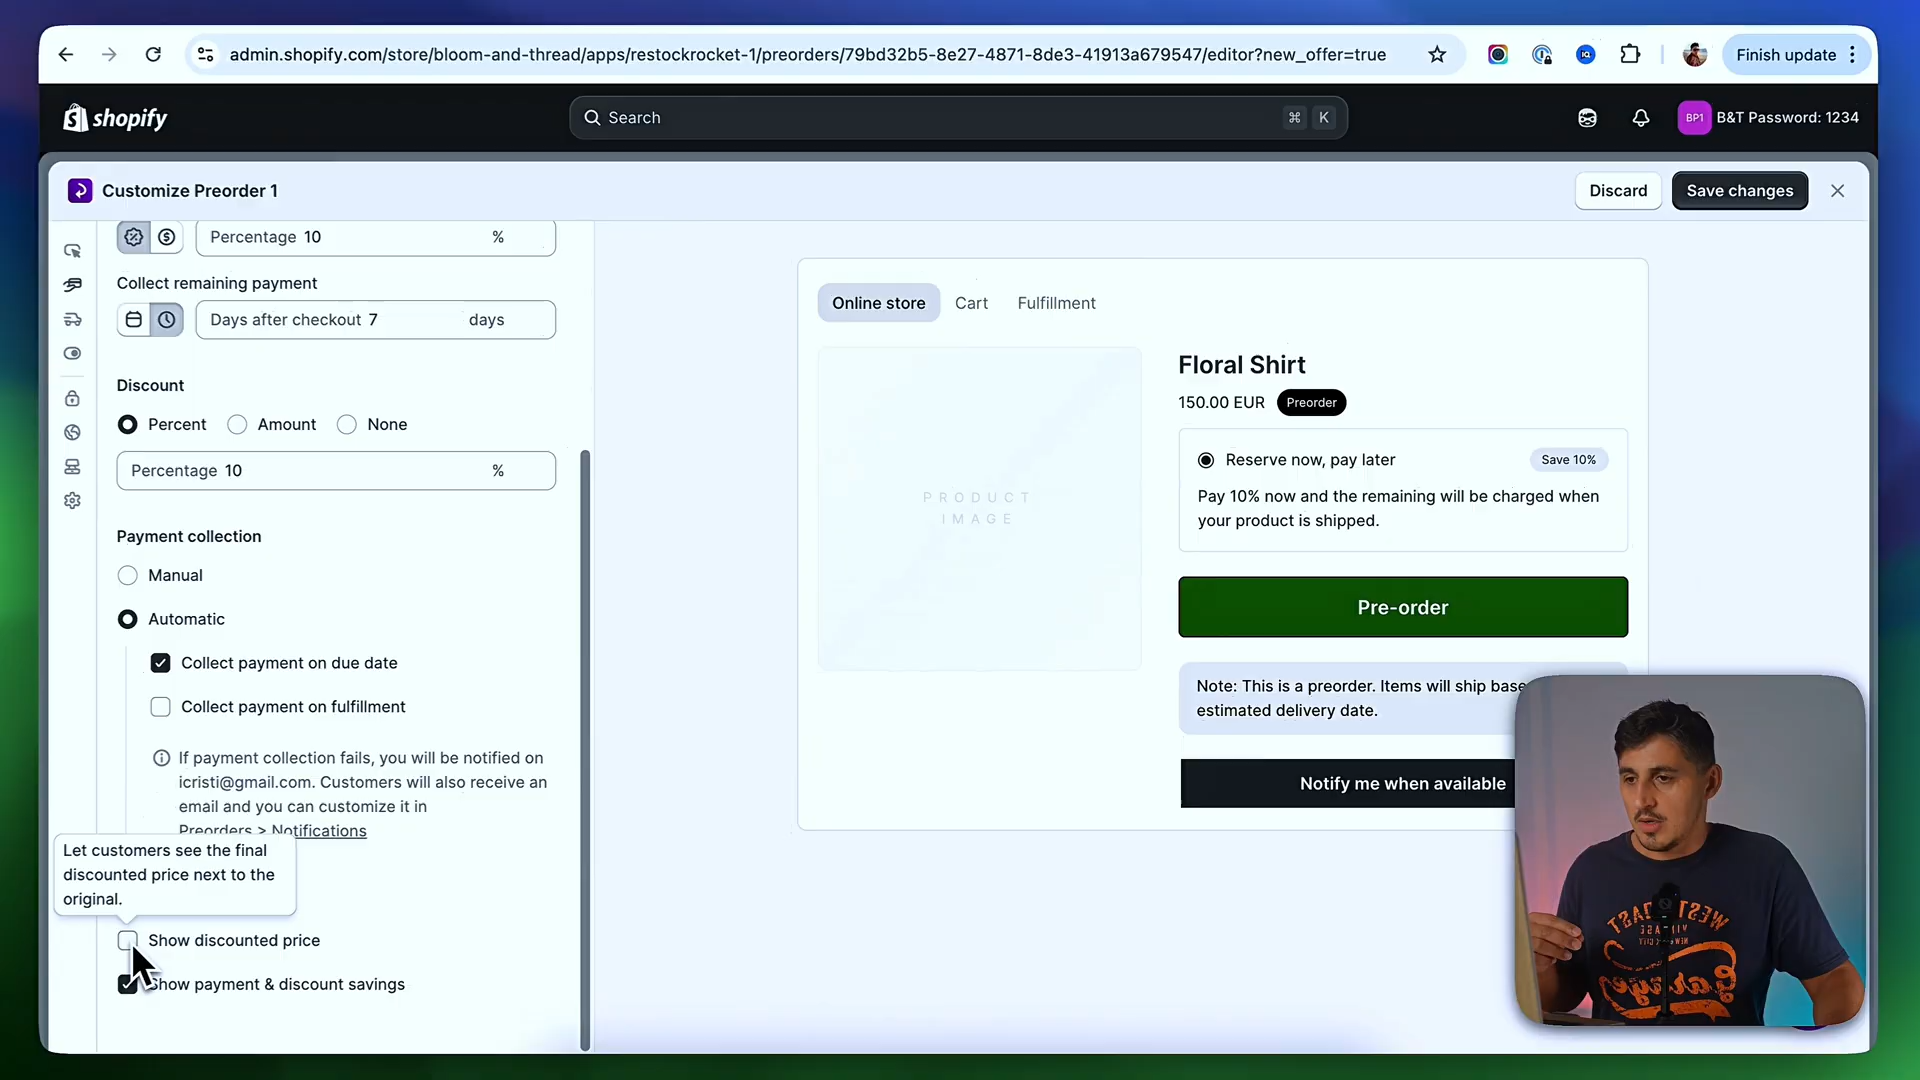 admin.shopify.com/store/bloom-and-thread/apps/restockrocket-1/preorders/79bd32b5-8e27-4871-8de3-41913a679547/editor?new_offer=true
Finish update
shopify
Search
⌘ K
BP1
B&T Password: 1234
Customize Preorder 1
Discard
Save changes
Percentage 10 %
Collect remaining payment
Days after checkout 7 days
Discount
Percent
Amount
None
Percentage 10 %
Payment collection
Manual
Automatic
Collect payment on due date
Collect payment on fulfillment
If payment collection fails, you will be notified on
icristi@gmail.com. Customers will also receive an
email and you can customize it in
Preorders > Notifications
Let customers see the final
discounted price next to the
original.
Show discounted price
Show payment & discount savings
Online store
Cart
Fulfillment
PRODUCT
IMAGE
Floral Shirt
150.00 EUR
Preorder
Reserve now, pay later
Save 10%
Pay 10% now and the remaining will be charged when
your product is shipped.
Pre-order
Note: This is a preorder. Items will ship base
estimated delivery date.
Notify me when available